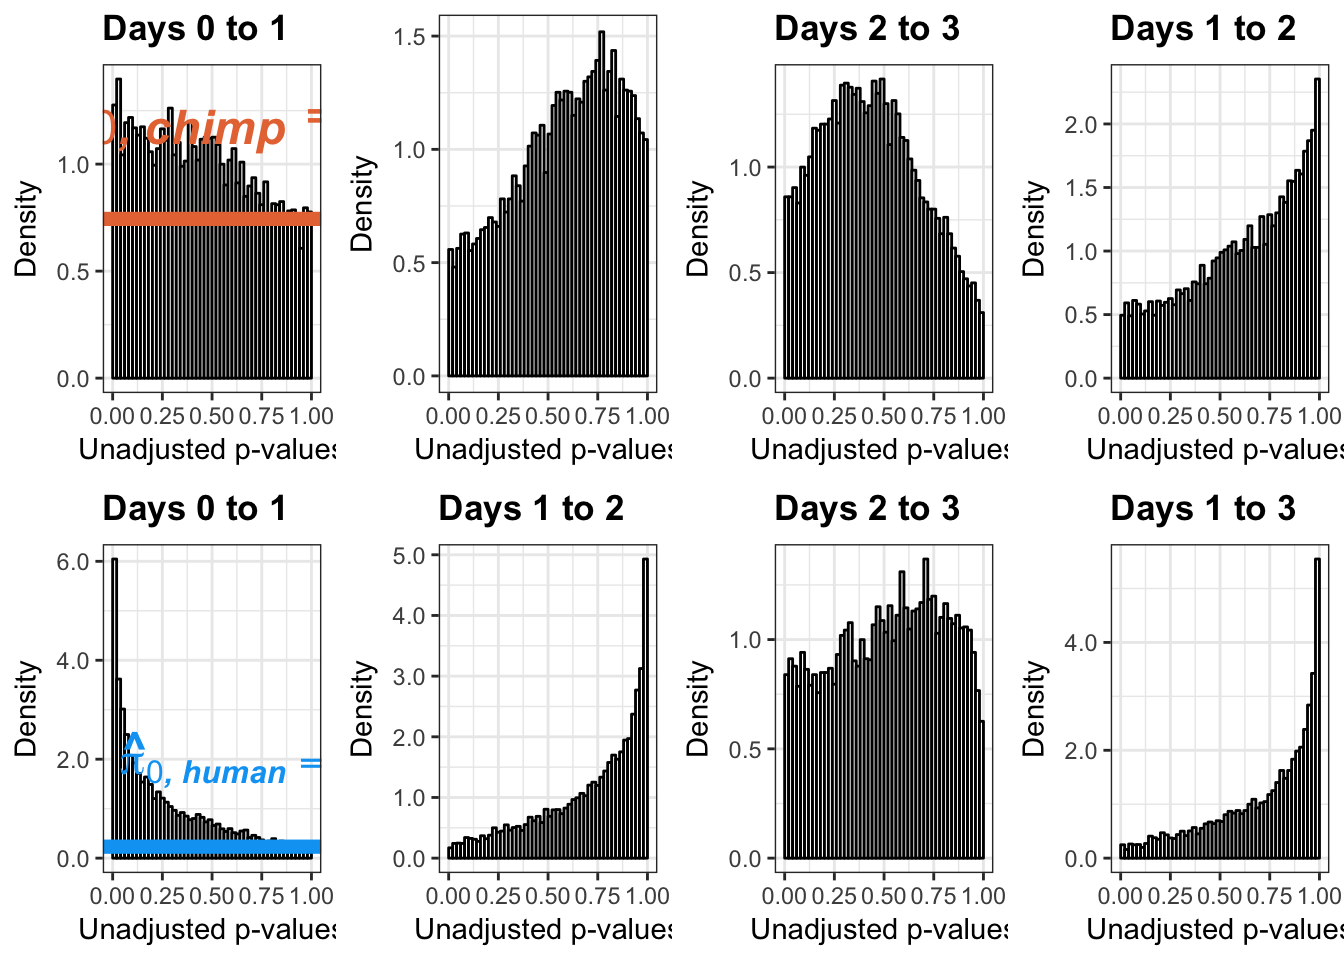 Days 0 to 1
0, chimp =
Density
1.0
0.5
0.0
0.00 0.25 0.50 0.75 1.00
Unadjusted p-values
Density
1.5
1.0
0.5
0.0
0.00 0.25 0.50 0.75 1.00
Unadjusted p-values
Days 2 to 3
Density
1.0
0.5
0.0
0.00 0.25 0.50 0.75 1.00
Unadjusted p-values
Days 1 to 2
Density
2.0
1.5
1.0
0.5
0.0
0.00 0.25 0.50 0.75 1.00
Unadjusted p-values
Days 0 to 1
π̂0, human =
Density
6.0
4.0
2.0
0.0
0.00 0.25 0.50 0.75 1.00
Unadjusted p-values
Days 1 to 2
Density
5.0
4.0
3.0
2.0
1.0
0.0
0.00 0.25 0.50 0.75 1.00
Unadjusted p-values
Days 2 to 3
Density
1.0
0.5
0.0
0.00 0.25 0.50 0.75 1.00
Unadjusted p-values
Days 1 to 3
Density
4.0
2.0
0.0
0.00 0.25 0.50 0.75 1.00
Unadjusted p-values